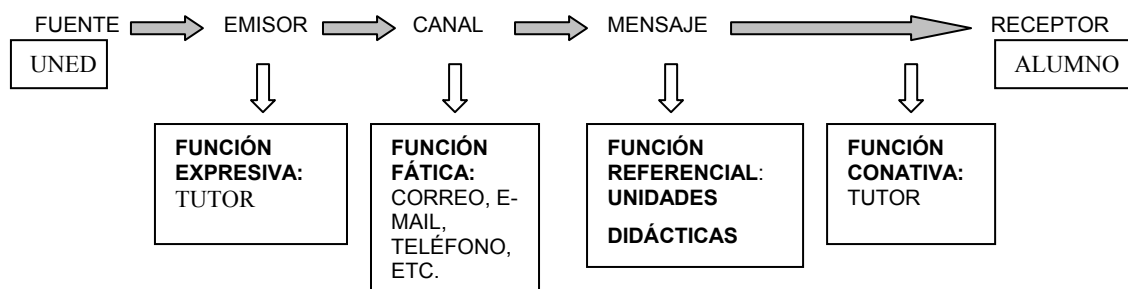 FUENTE EMISOR CANAL MENSAJE RECEPTOR
UNED ALUMNO
FUNCIÓN
EXPRESIVA:
TUTOR
FUNCIÓN
FÁTICA:
CORREO, E-
MAIL,
TELÉFONO,
ETC.
FUNCIÓN
REFERENCIAL:
UNIDADES
DIDÁCTICAS
FUNCIÓN
CONATIVA:
TUTOR